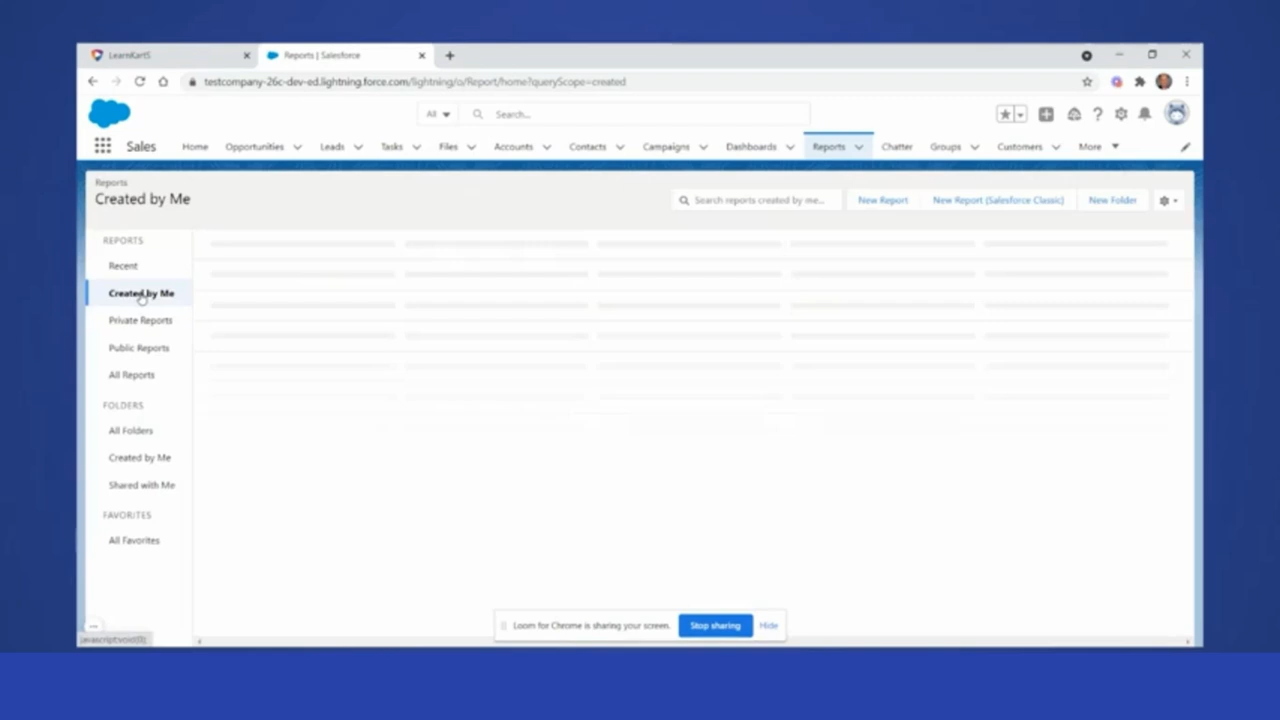 LearnKartS
Reports | Salesforce
testcompany-26c-dev-ed.lightning.force.com/lightning/o/Report/home?queryScope=created
All
Search...
Sales
Home
Opportunities
Leads
Tasks
Files
Accounts
Contacts
Campaigns
Dashboards
Reports
Chatter
Groups
Customers
More
Reports
Created by Me
Search reports created by me...
New Report
New Report (Salesforce Classic)
New Folder
REPORTS
Recent
Created by Me
Private Reports
Public Reports
All Reports
FOLDERS
All Folders
Created by Me
Shared with Me
FAVORITES
All Favorites
Loom for Chrome is sharing your screen.
Stop sharing
Hide
javascript:void(0);